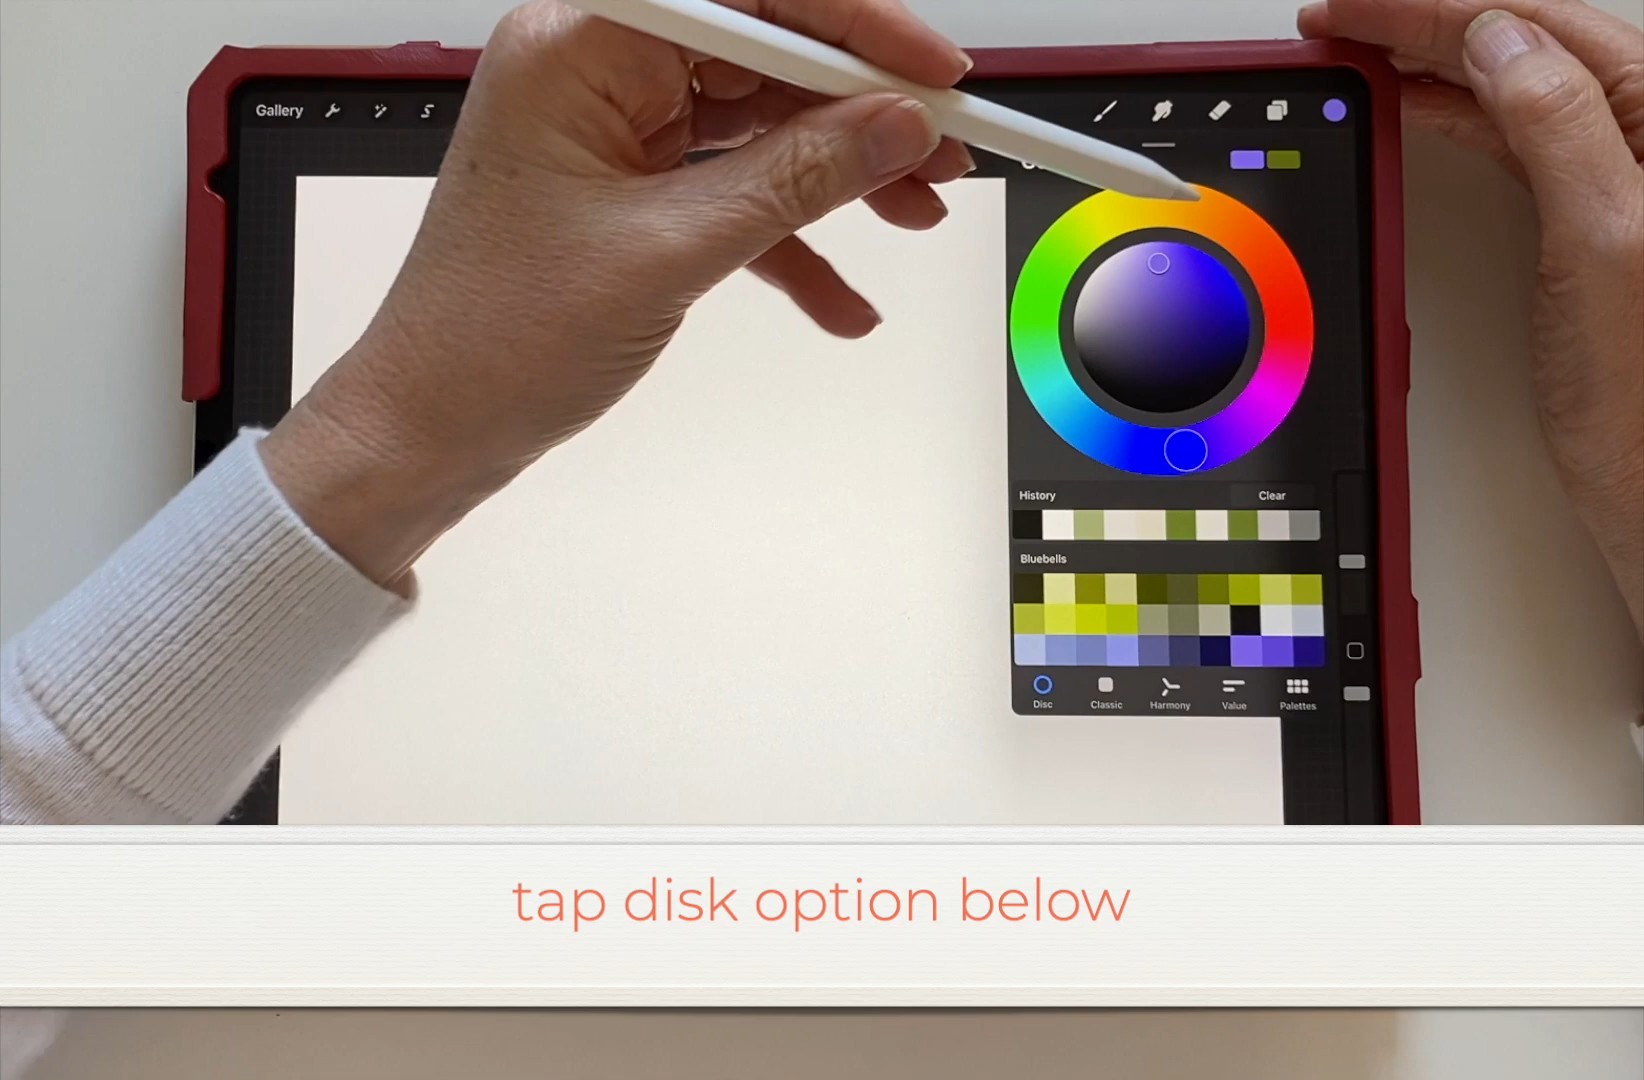 Gallery
History
Clear
Bluebells
Disc
Classic
Harmony
Value
Palettes
tap disk option below